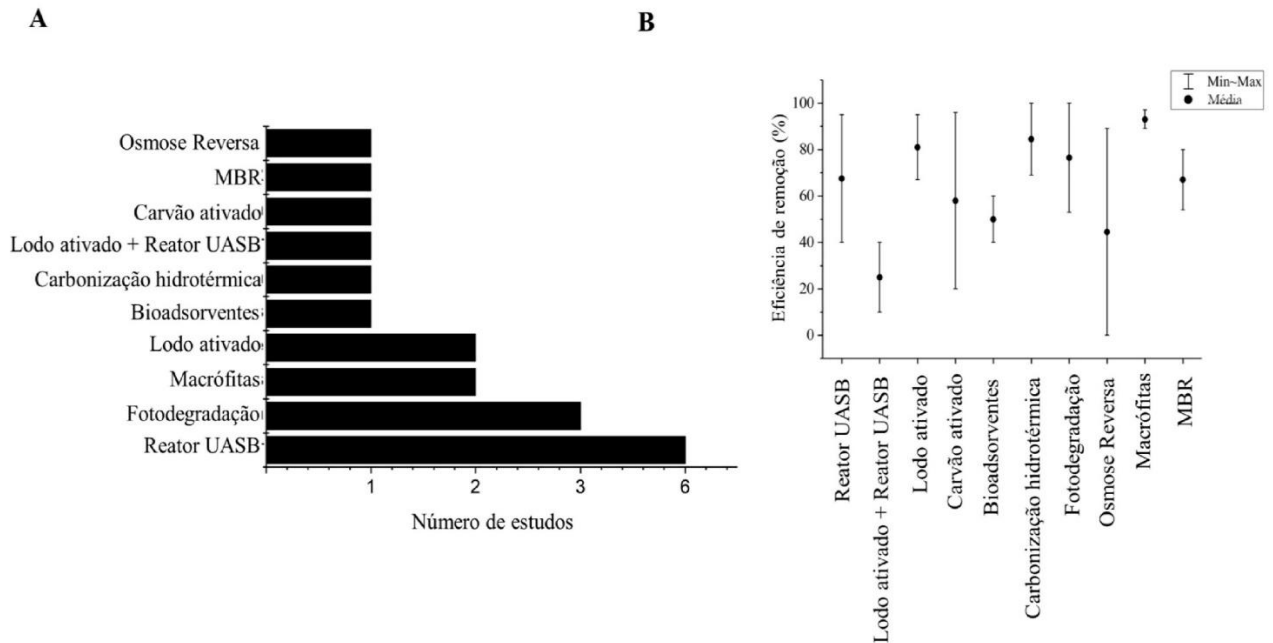 A
Osmose Reversa
MBR
Carvão ativado
Lodo ativado + Reator UASB
Carbonização hidrotérmica
Bioadsorventes
Lodo ativado
Macrófitas
Fotodegradação
Reator UASB
1 2 3 6
Número de estudos
B
Min~Max
Média
Eficiência de remoção (%)
100
80
60
40
20
0
Reator UASB
Lodo ativado + Reator UASB
Lodo ativado
Carvão ativado
Bioadsorventes
Carbonização hidrotérmica
Fotodegradação
Osmose Reversa
Macrófitas
MBR